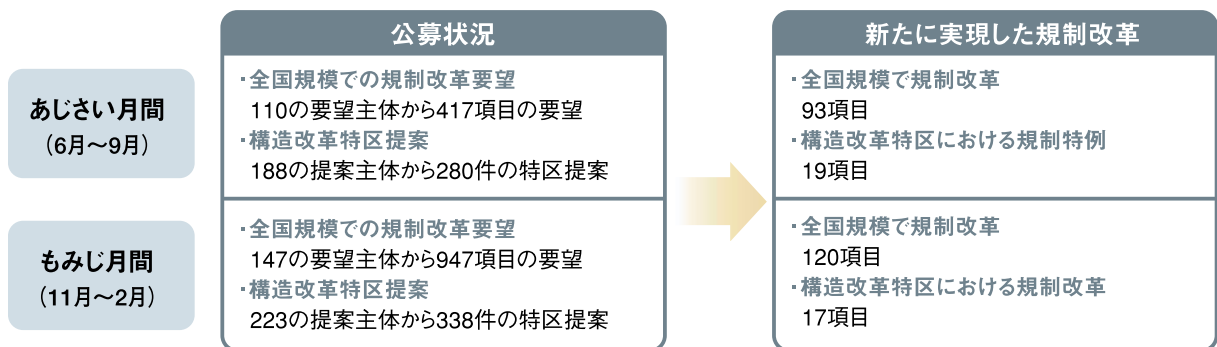 公募状況
新たに実現した規制改革
あじさい月間
（6月〜9月）
・全国規模での規制改革要望
110の要望主体から417項目の要望
・構造改革特区提案
188の提案主体から280件の特区提案
・全国規模で規制改革
93項目
・構造改革特区における規制特例
19項目
もみじ月間
（11月〜2月）
・全国規模での規制改革要望
147の要望主体から947項目の要望
・構造改革特区提案
223の提案主体から338件の特区提案
・全国規模で規制改革
120項目
・構造改革特区における規制改革
17項目